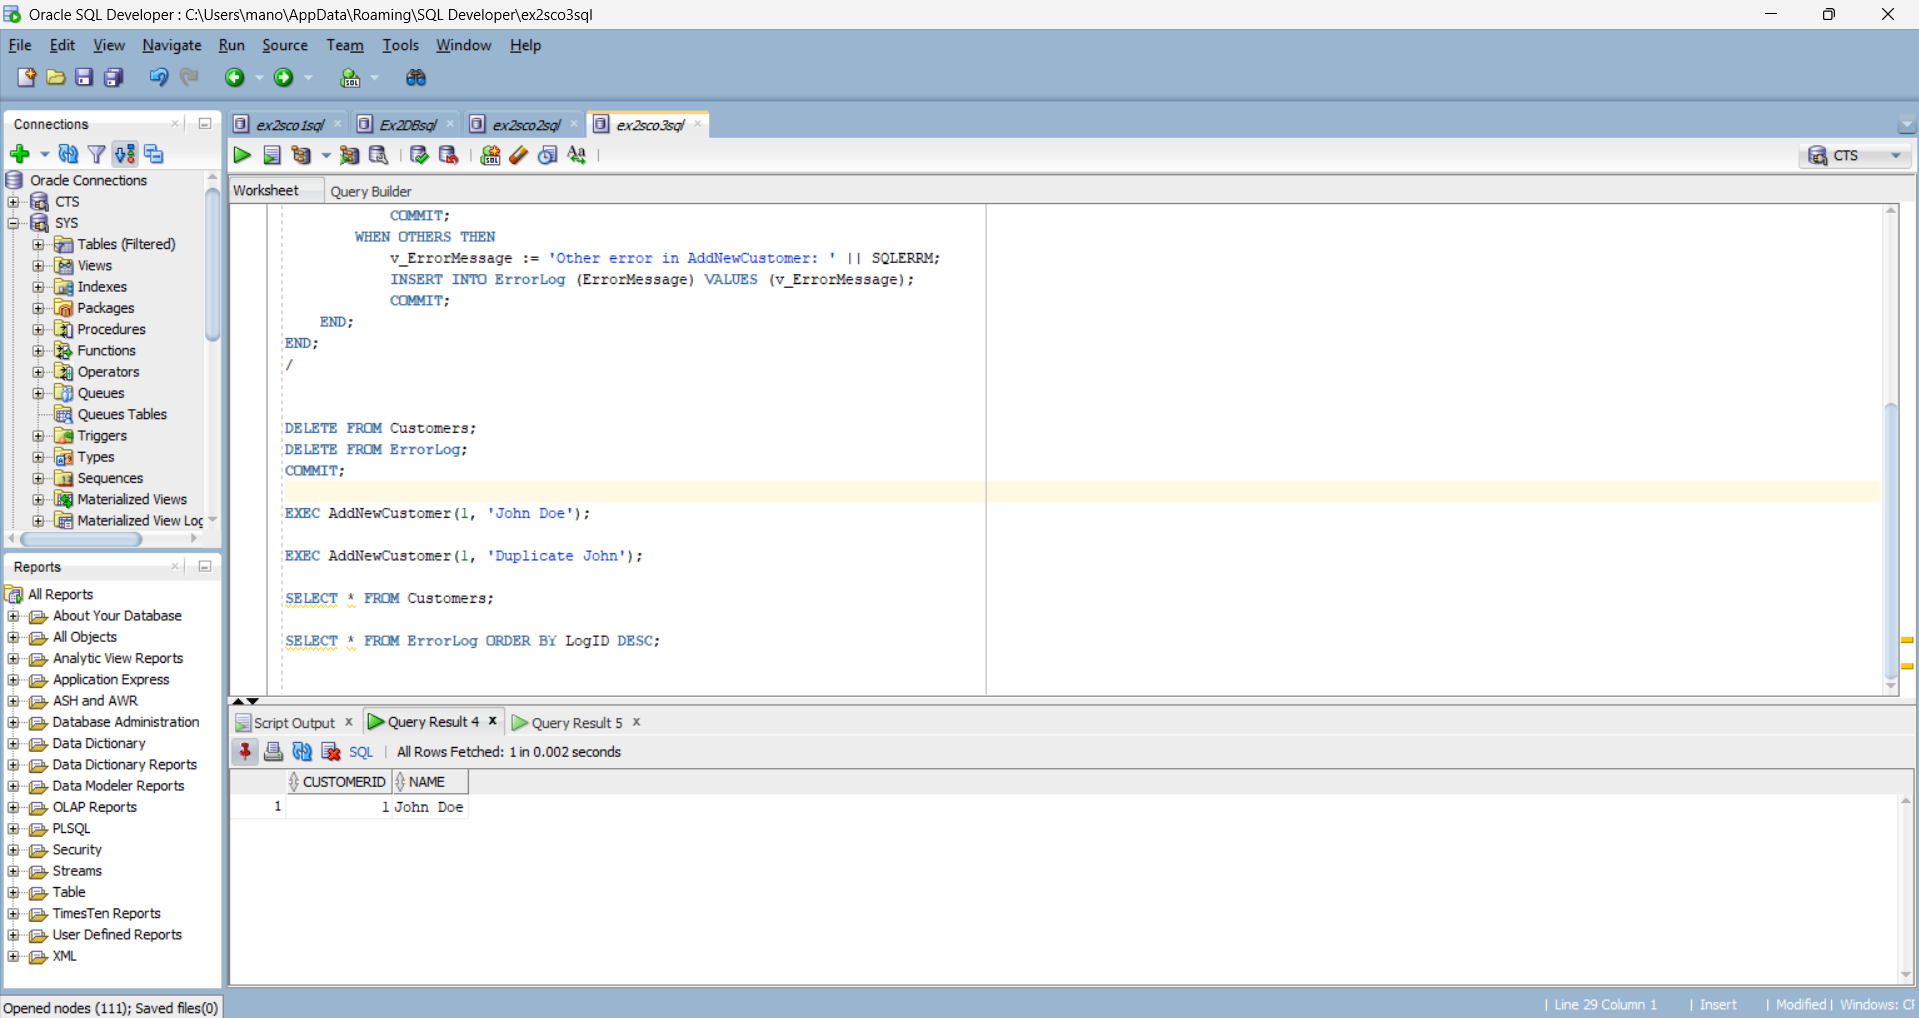 Oracle SQL Developer : C:\Users\mano\AppData\Roaming\SQL Developer\ex2sco3sql
File Edit View Navigate Run Source Team Tools Window Help
Connections
ex2sco1sql Ex2DBsql ex2sco2sql ex2sco3sql
CTS
Oracle Connections
CTS
SYS
Tables (Filtered)
Views
Indexes
Packages
Procedures
Functions
Operators
Queues
Queues Tables
Triggers
Types
Sequences
Materialized Views
Materialized View Log
Reports
All Reports
About Your Database
All Objects
Analytic View Reports
Application Express
ASH and AWR
Database Administration
Data Dictionary
Data Dictionary Reports
Data Modeler Reports
OLAP Reports
PLSQL
Security
Streams
Table
TimesTen Reports
User Defined Reports
XML
Worksheet Query Builder
COMMIT;
WHEN OTHERS THEN
v_ErrorMessage := 'Other error in AddNewCustomer: ' || SQLERRM;
INSERT INTO ErrorLog (ErrorMessage) VALUES (v_ErrorMessage);
COMMIT;
END;
END;
/
DELETE FROM Customers;
DELETE FROM ErrorLog;
COMMIT;
EXEC AddNewCustomer(1, 'John Doe');
EXEC AddNewCustomer(1, 'Duplicate John');
SELECT * FROM Customers;
SELECT * FROM ErrorLog ORDER BY LogID DESC;
Script Output Query Result 4 Query Result 5
SQL | All Rows Fetched: 1 in 0.002 seconds
CUSTOMERID NAME
1 1 John Doe
Opened nodes (111); Saved files(0)
| Line 29 Column 1 | Insert | Modified | Windows: CF